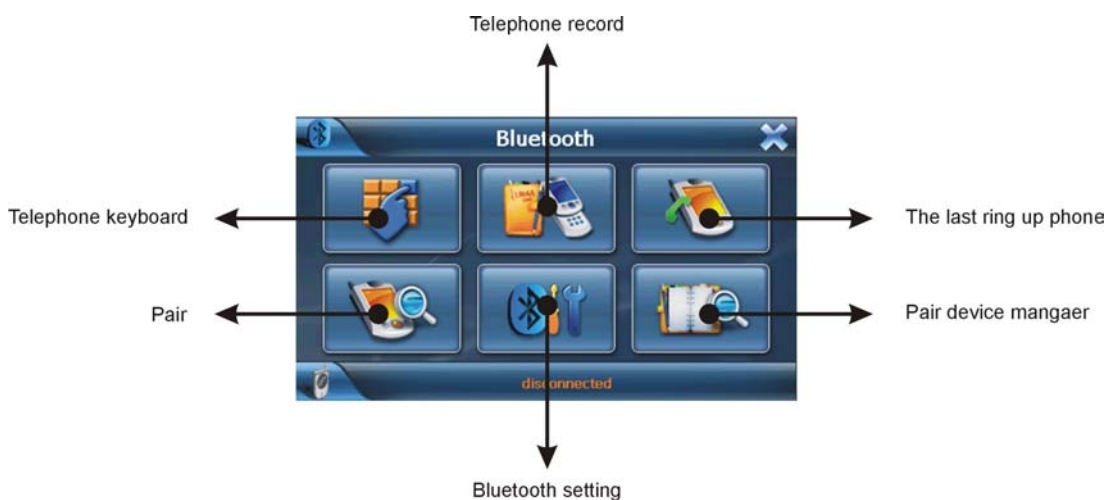 Telephone record
Bluetooth
Telephone keyboard
The last ring up phone
Pair
Pair device mangaer
disconnected
Bluetooth setting